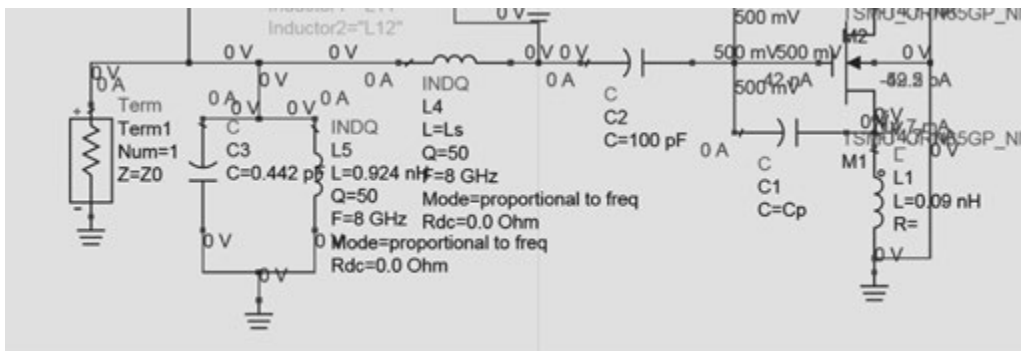 Inductor2="L12"
0 V
500 mV
M2
0 V
0 V
0 V
0 V
0 V
0 V
500 mV
500 mV
0 V
0 A
0 V
0 A
0 A
-42 pA
500 mV
Term
Term1
Num=1
Z=Z0
0 A
0 V
0 V
0 A
C
C3
C=0.442 pF
INDQ
L5
L=0.924 nH
Q=50
F=8 GHz
Mode=proportional to freq
Rdc=0.0 Ohm
INDQ
L4
L=Ls
Q=50
F=8 GHz
Mode=proportional to freq
Rdc=0.0 Ohm
C
C2
C=100 pF
0 A
C
C1
C=Cp
M1
0 V
L
L1
L=0.09 nH
R=
0 V
0 V
0 V
0 V